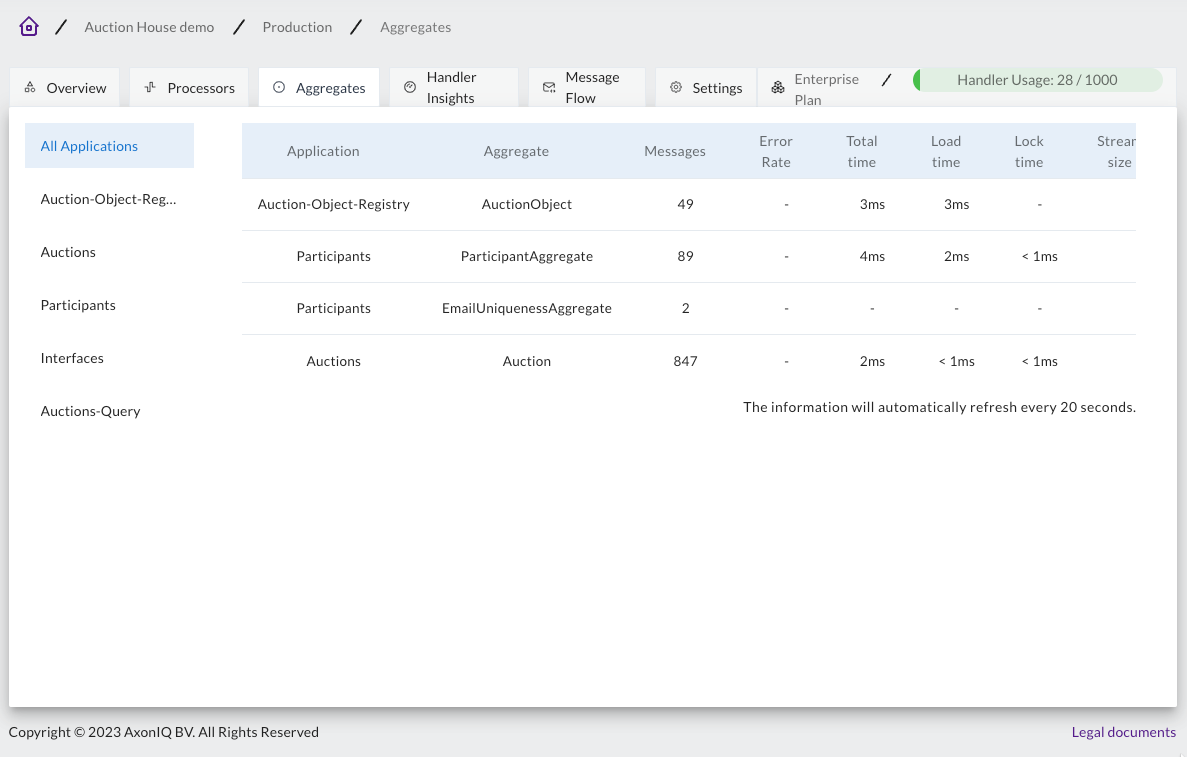 Auction House demo / Production / Aggregates
Overview Processors Aggregates Handler Insights Message Flow Settings Enterprise Plan / Handler Usage: 28 / 1000
All Applications
Auction-Object-Reg...
Auctions
Participants
Interfaces
Auctions-Query
Application Aggregate Messages Error Rate Total time Load time Lock time size
Auction-Object-Registry AuctionObject 49 - 3ms 3ms -
Participants ParticipantAggregate 89 - 4ms 2ms < 1ms
Participants EmailUniquenessAggregate 2 - - - -
Auctions Auction 847 - 2ms < 1ms < 1ms
The information will automatically refresh every 20 seconds.
Copyright © 2023 AxonIQ BV. All Rights Reserved
Legal documents